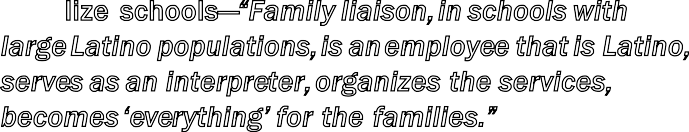 lize schools—“Family liaison, in schools with
large Latino populations, is an employee that is Latino,
serves as an interpreter, organizes the services,
becomes ‘everything’ for the families.”